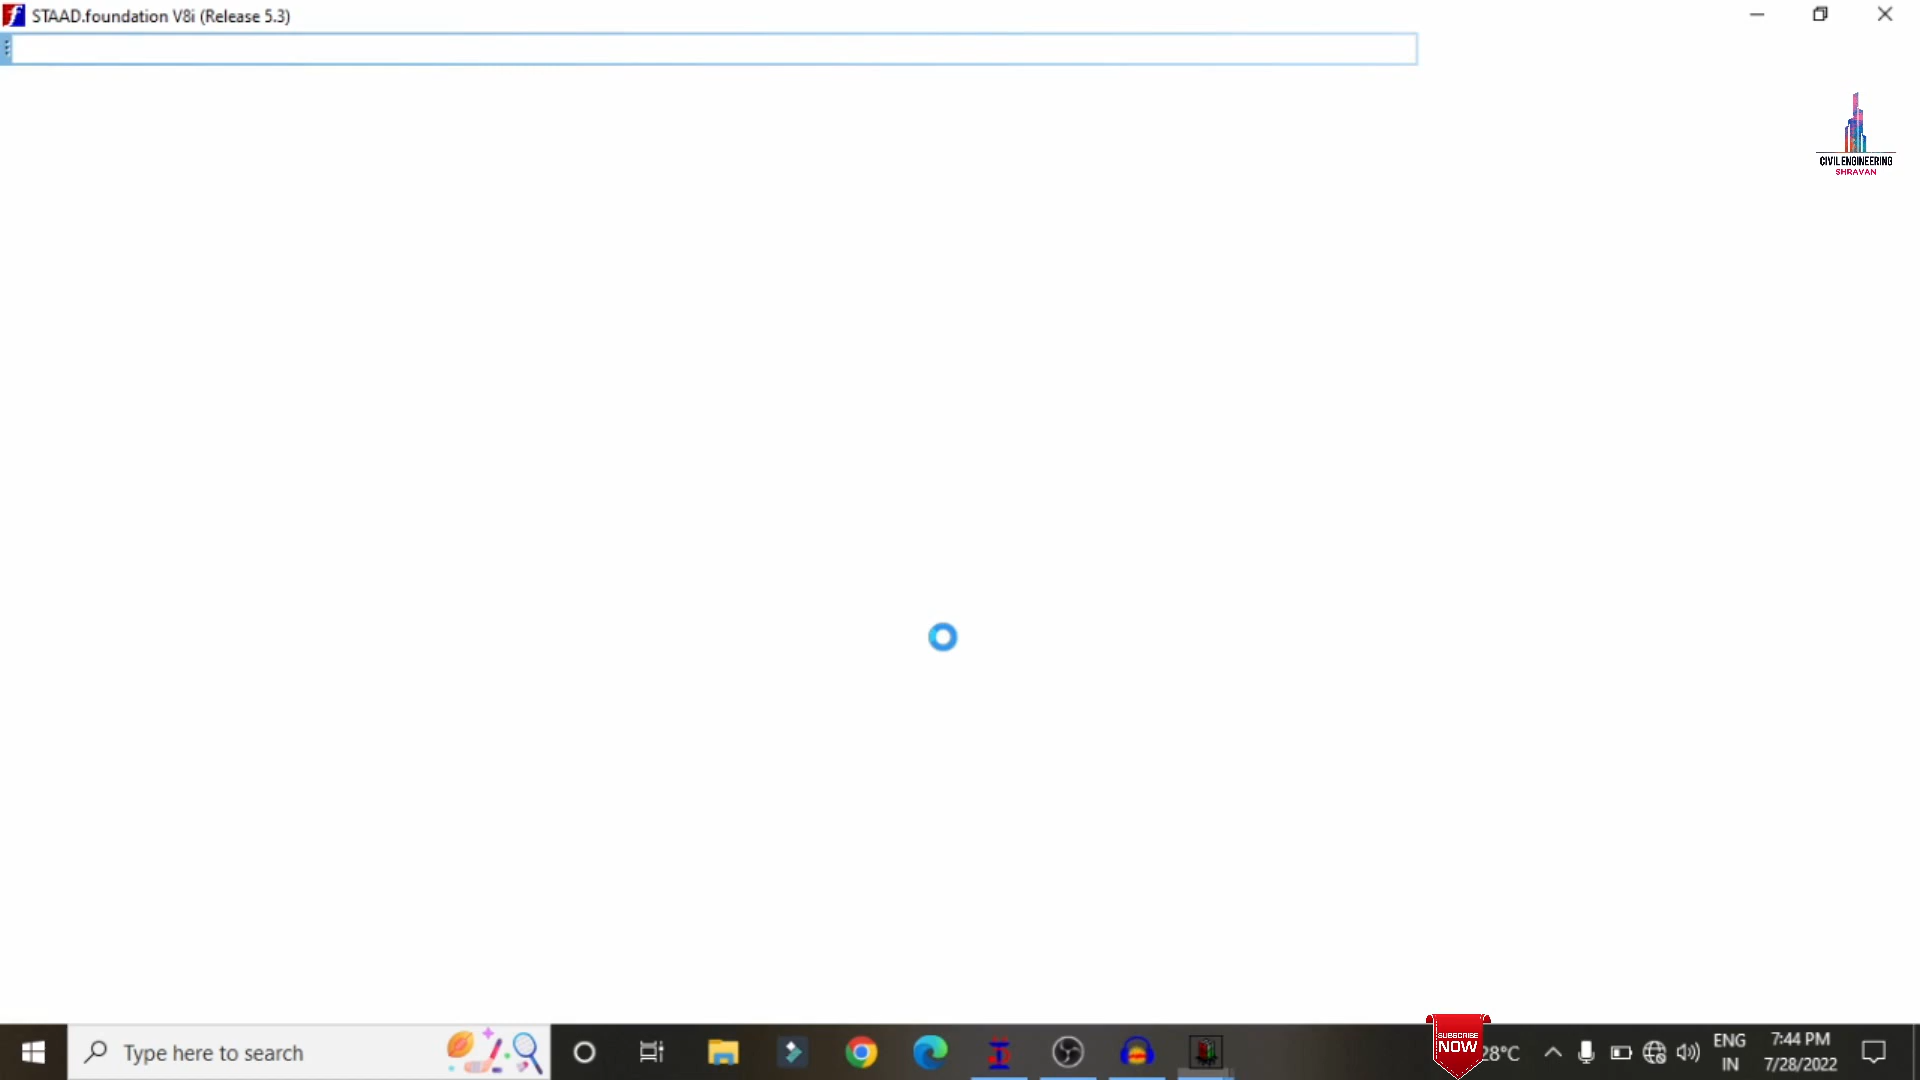 STAAD.foundation V8i (Release 5.3)
CIVIL ENGINEERING
SHRAVAN
Type here to search
SUBSCRIBE
NOW
28°C
ENG
IN
7:44 PM
7/28/2022